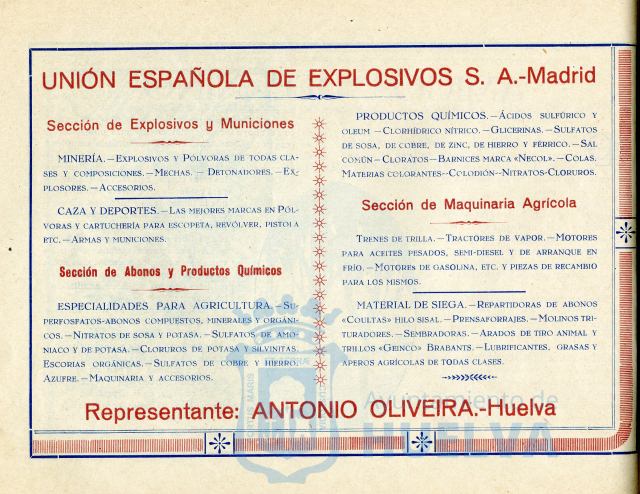 UNIÓN ESPAÑOLA DE EXPLOSIVOS S. A.-Madrid
Sección de Explosivos y Municiones
MINERÍA.—Explosivos y Pólvoras de todas cla-
ses y composiciones.—Mechas.—Detonadores.—Ex-
plosores.—Accesorios.
CAZA Y DEPORTES.—Las mejores marcas en Pól-
voras y cartuchería para escopeta, revólver, pistola
etc.—Armas y municiones.
Sección de Abonos y Productos Químicos
ESPECIALIDADES PARA AGRICULTURA.—Su-
perfosfatos-abonos compuestos, minerales y orgáni-
cos.—Nitratos de sosa y potasa.—Sulfatos de amo-
niaco y de potasa.—Cloruros de potasa y silvinita.
Escorias orgánicas.—Sulfatos de cobre y hierro.
Azufre.—Maquinaria y accesorios.
PRODUCTOS QUÍMICOS.—Ácidos sulfúrico y
oleum—Clorhídrico nítrico.—Glicerinas.—Sulfatos
de sosa, de cobre, de zinc, de hierro y férrico.—Sal
común—Cloratos—Barnices marca «Necol».—Colas.
Materias colorantes—Colodión—Nitratos-Cloruros.
Sección de Maquinaria Agrícola
Trenes de trilla.—Tractores de vapor.—Motores
para aceites pesados, semi-diesel y de arranque en
frío.—Motores de gasolina, etc. y piezas de recambio
para los mismos.
MATERIAL DE SIEGA.—Repartidoras de abonos
«Coultas» hilo sisal.—Prensaforrajes.—Molinos tri-
turadores.—Sembradoras.—Arados de tiro animal y
trillos «Geinco» Brabants.—Lubrificantes, grasas y
aperos agrícolas de todas clases.
Representante: ANTONIO OLIVEIRA.-Huelva
Ayuntamiento de
HUELVA